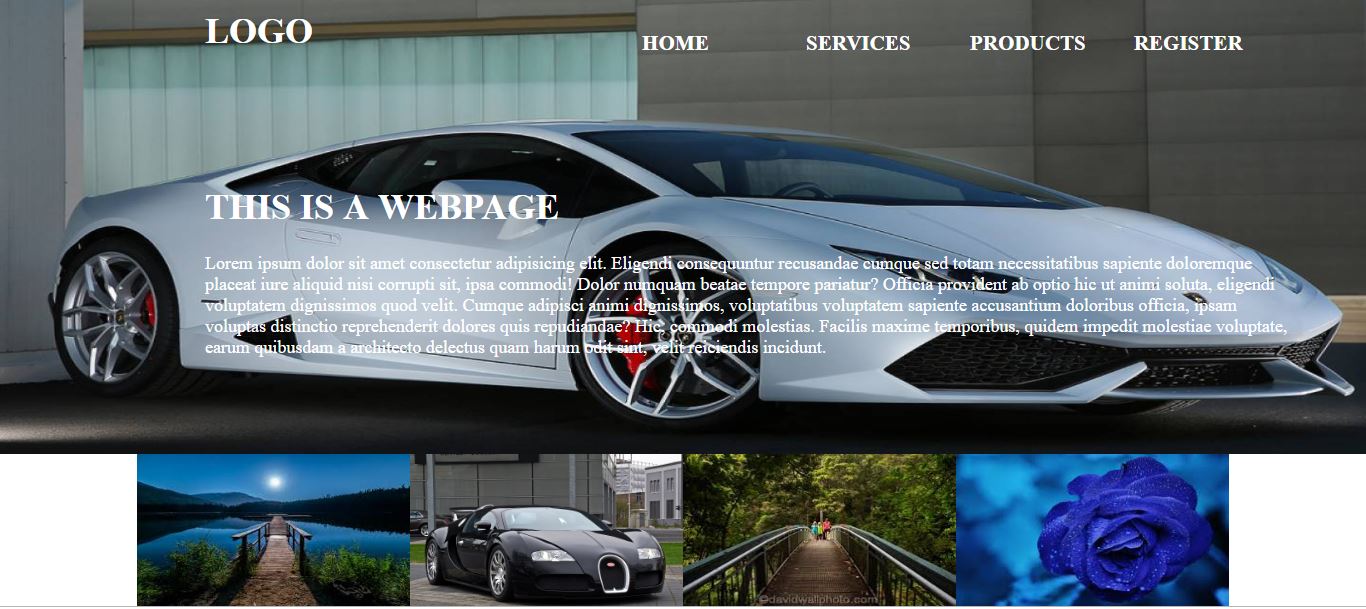 LOGO
HOME SERVICES PRODUCTS REGISTER
THIS IS A WEBPAGE
Lorem ipsum dolor sit amet consectetur adipisicing elit. Eligendi consequuntur recusandae cumque sed totam necessitatibus sapiente doloremque
placeat iure aliquid nisi corrupti sit, ipsa commodi! Dolor numquam beatae tempore pariatur? Officia provident ab optio hic ut animi soluta, eligendi
voluptatem dignissimos quod velit. Cumque adipisci animi dignissimos, voluptatibus voluptatem sapiente accusantium doloribus officia, ipsam
voluptas distinctio reprehenderit dolores quis repudiandae? Hic, commodi molestias. Facilis maxime temporibus, quidem impedit molestiae voluptate,
earum quibusdam a architecto delectus quam harum odit sint, velit reiciendis incidunt.
©davidwallphoto.com